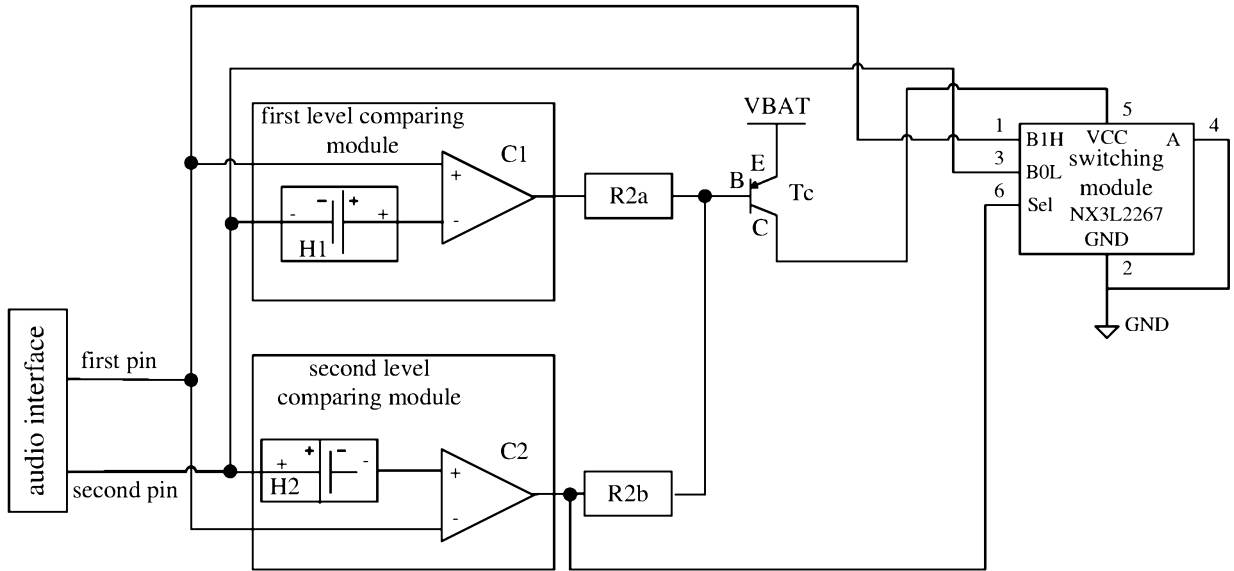 first level comparing
module
C1
+
-
- + 
- +
H1
R2a
VBAT
E
B
Tc
C
1
3
6
5
4
2
B1H
VCC
A
switching
B0L
module
Sel
NX3L2267
GND
GND
audio interface
first pin
second pin
second level
comparing module
C2
+
-
+ -
+ -
H2
R2b